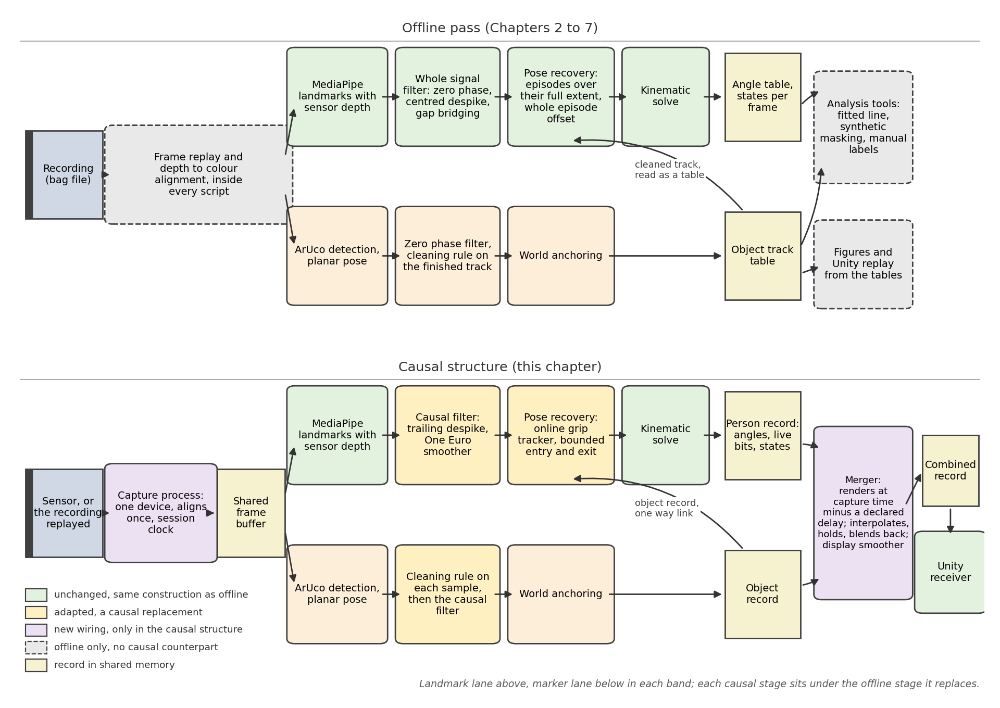 Offline pass (Chapters 2 to 7)
MediaPipe
landmarks with
sensor depth
Whole signal
filter: zero phase,
centred despike,
gap bridging
Pose recovery:
episodes over
their full extent,
whole episode
offset
Kinematic
solve
Angle table,
states per
frame
Analysis tools:
fitted line,
synthetic
masking, manual
labels
Recording
(bag file)
Frame replay and
depth to colour
alignment, inside
every script
cleaned track,
read as a table
ArUco detection,
planar pose
Zero phase filter,
cleaning rule on
the finished track
World anchoring
Object track
table
Figures and
Unity replay
from the tables
Causal structure (this chapter)
MediaPipe
landmarks with
sensor depth
Causal filter:
trailing despike,
One Euro
smoother
Pose recovery:
online grip
tracker, bounded
entry and exit
Kinematic
solve
Person record:
angles, live
bits, states
Merger:
renders at
capture time
minus a declared
delay; interpolates,
holds, blends back;
display smoother
Combined
record
Sensor, or
the recording
replayed
Capture process:
one device, aligns
once, session
clock
Shared
frame
buffer
object record,
one way link
ArUco detection,
planar pose
Cleaning rule on
each sample,
then the causal
filter
World anchoring
Object
record
Unity
receiver
unchanged, same construction as offline
adapted, a causal replacement
new wiring, only in the causal structure
offline only, no causal counterpart
record in shared memory
Landmark lane above, marker lane below in each band; each causal stage sits under the offline stage it replaces.